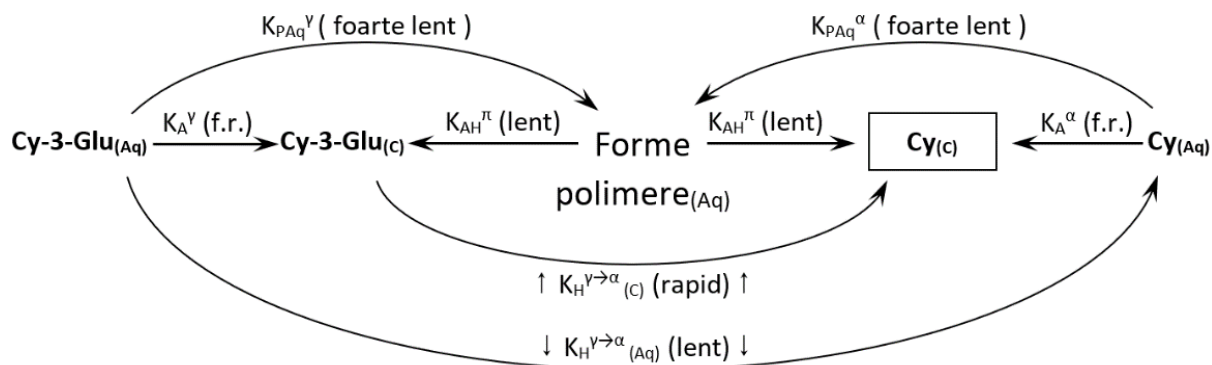 K_PAq^γ ( foarte lent ) K_PAq^α ( foarte lent )
K_A^γ (f.r.) K_AH^π (lent) K_AH^π (lent) K_A^α (f.r.)
Cy-3-Glu(Aq) Cy-3-Glu(C) Forme Cy(C) Cy(Aq)
polimere(Aq)
↑ K_H^γ→α (C) (rapid) ↑
↓ K_H^γ→α (Aq) (lent) ↓